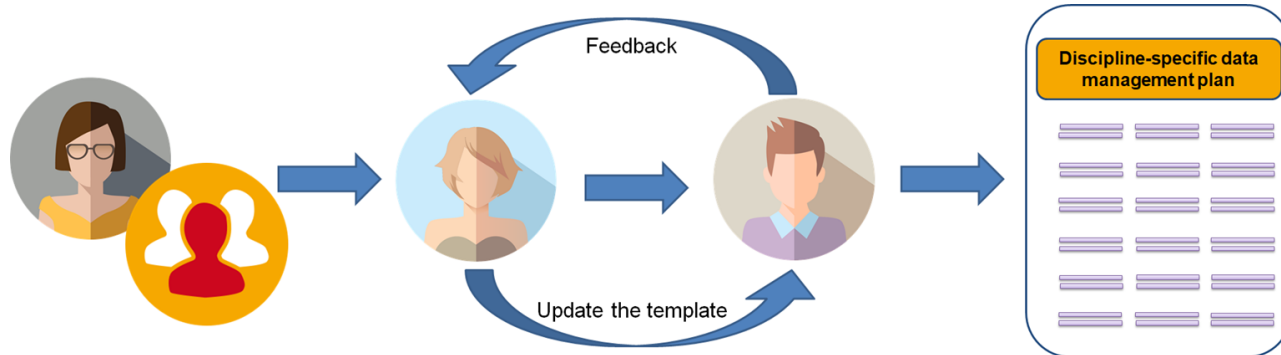 Feedback
Update the template
Discipline-specific data
management plan